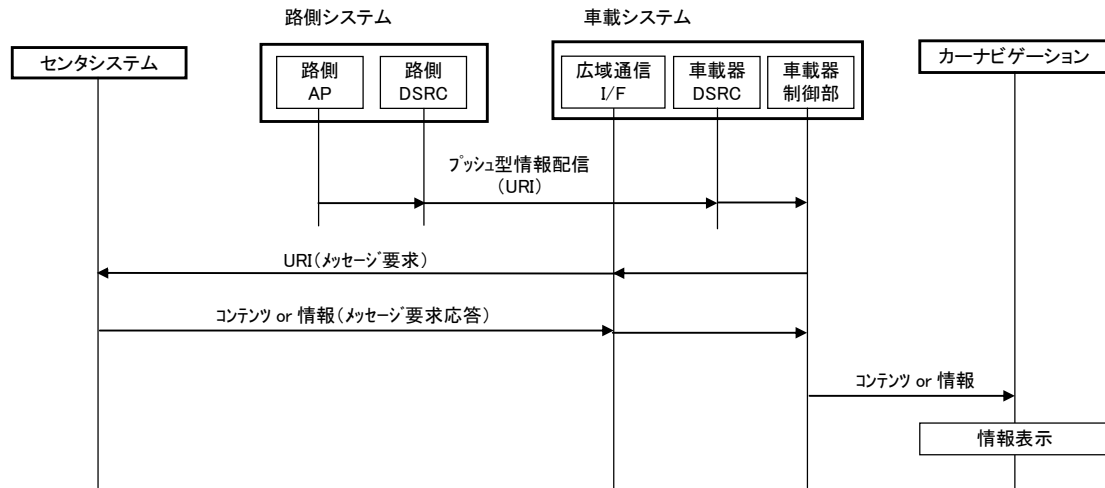 路側システム
車載システム
センタシステム
路側
AP
路側
DSRC
広域通信
I/F
車載器
DSRC
車載器
制御部
カーナビゲーション
ﾌﾟｯｼｭ型情報配信
(URI)
URI(ﾒｯｾｰｼﾞ要求)
ｺﾝﾃﾝﾂ or 情報(ﾒｯｾｰｼﾞ要求応答)
ｺﾝﾃﾝﾂ or 情報
情報表示